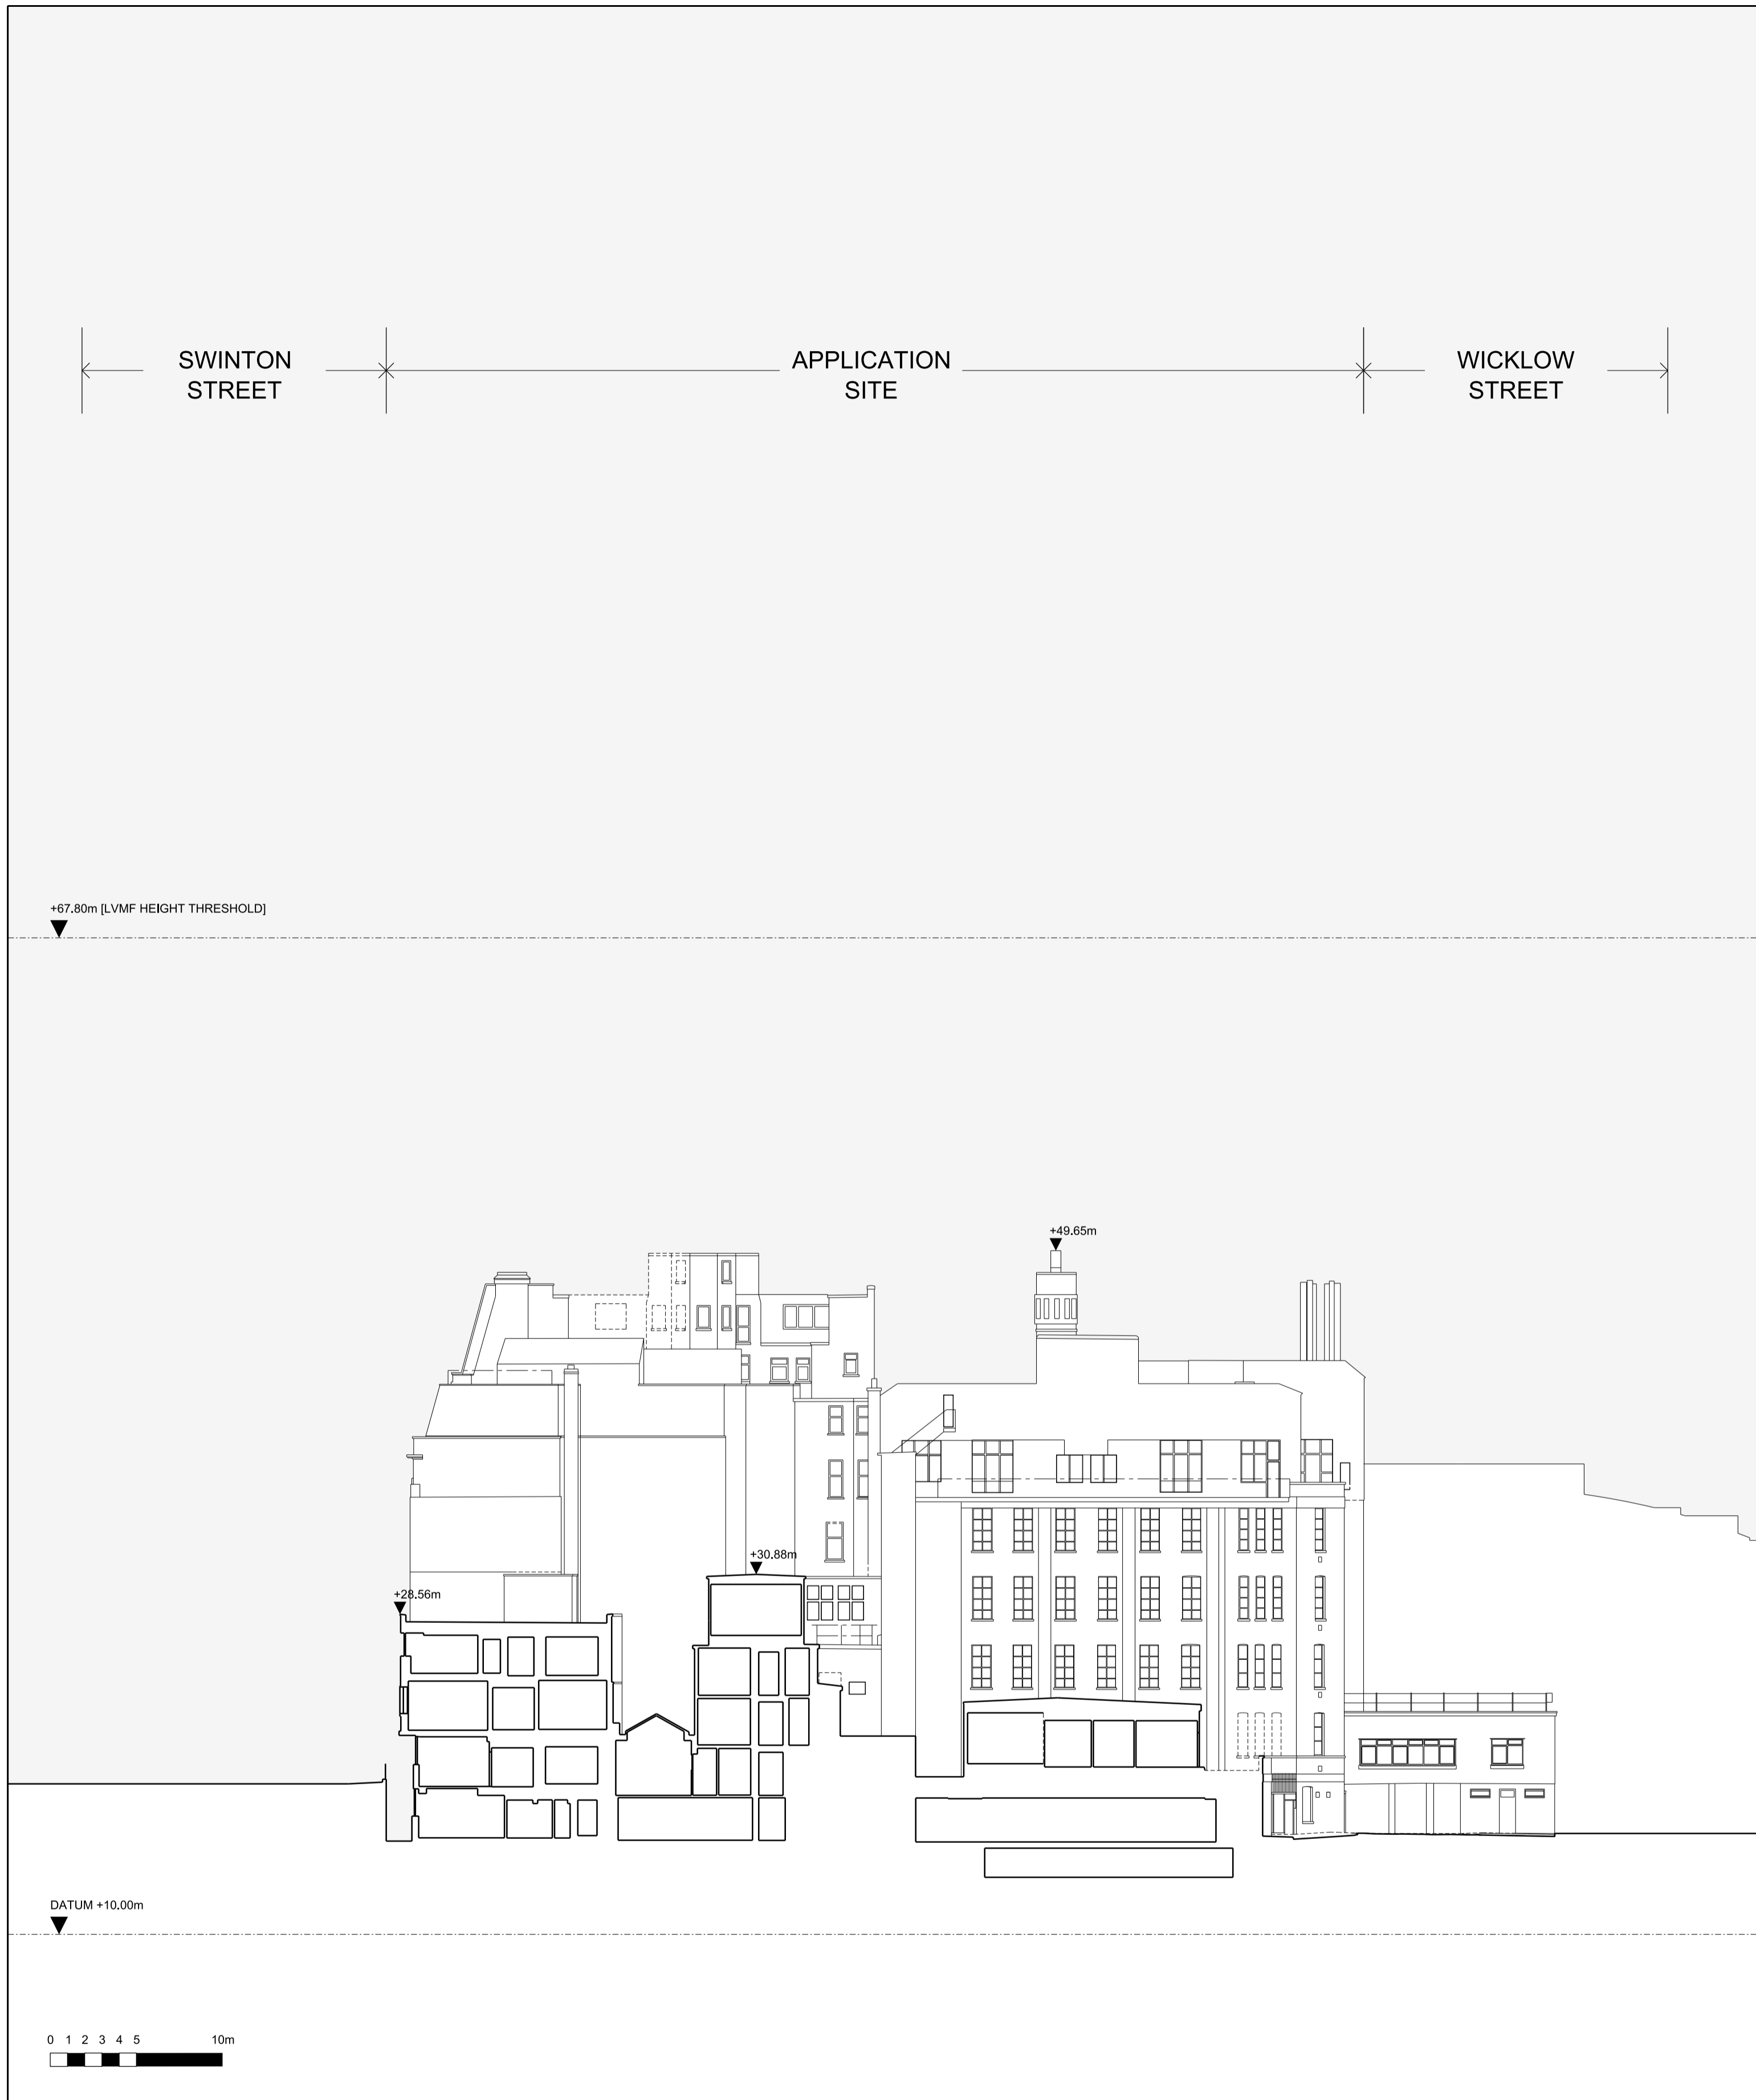 SWINTON
STREET
APPLICATION
SITE
WICKLOW
STREET
+67.80m [LVMF HEIGHT THRESHOLD]
+49.65m
+30.88m
+28.56m
DATUM +10.00m
0 1 2 3 4 5 10m